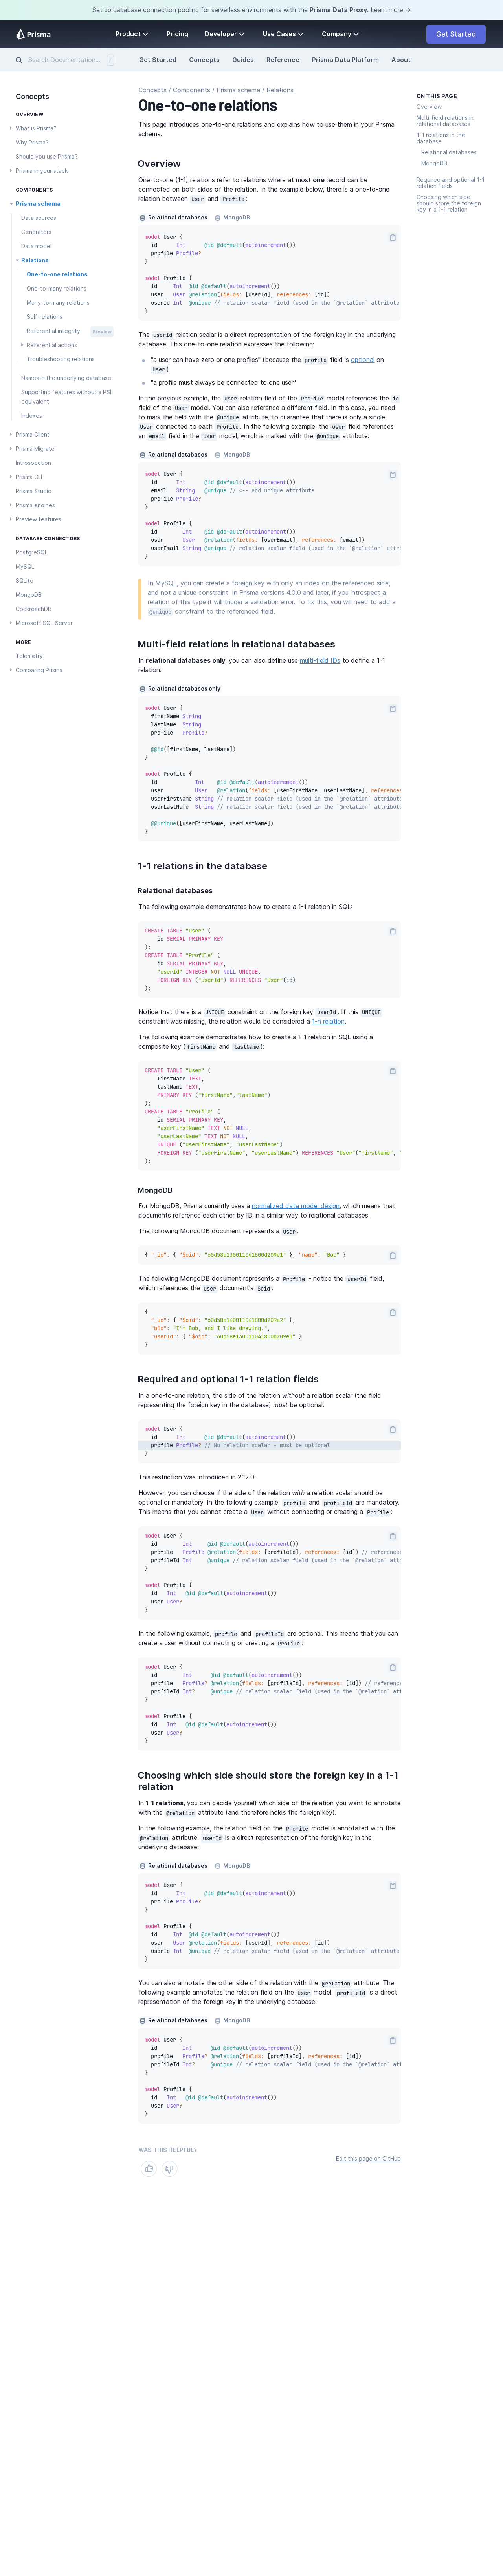 Set up database connection pooling for serverless environments with the Prisma Data Proxy. Learn more →
Prisma
Product
Pricing
Developer
Use Cases
Company
Get Started
Search Documentation...
Get Started
Concepts
Guides
Reference
Prisma Data Platform
About
Concepts
OVERVIEW
What is Prisma?
Why Prisma?
Should you use Prisma?
Prisma in your stack
COMPONENTS
Prisma schema
Data sources
Generators
Data model
Relations
One-to-one relations
One-to-many relations
Many-to-many relations
Self-relations
Referential integrity Preview
Referential actions
Troubleshooting relations
Names in the underlying database
Supporting features without a PSL
equivalent
Indexes
Prisma Client
Prisma Migrate
Introspection
Prisma CLI
Prisma Studio
Prisma engines
Preview features
DATABASE CONNECTORS
PostgreSQL
MySQL
SQLite
MongoDB
CockroachDB
Microsoft SQL Server
MORE
Telemetry
Comparing Prisma
Concepts / Components / Prisma schema / Relations
One-to-one relations
This page introduces one-to-one relations and explains how to use them in your Prisma
schema.
Overview
One-to-one (1-1) relations refer to relations where at most one record can be
connected on both sides of the relation. In the example below, there is a one-to-one
relation between User and Profile:
Relational databases MongoDB
model User {
id Int @id @default(autoincrement())
profile Profile?
}
model Profile {
id Int @id @default(autoincrement())
user User @relation(fields: [userId], references: [id])
userId Int @unique // relation scalar field (used in the `@relation` attribute
}
The userId relation scalar is a direct representation of the foreign key in the underlying
database. This one-to-one relation expresses the following:
"a user can have zero or one profiles" (because the profile field is optional on
User)
"a profile must always be connected to one user"
In the previous example, the user relation field of the Profile model references the id
field of the User model. You can also reference a different field. In this case, you need
to mark the field with the @unique attribute, to guarantee that there is only a single
User connected to each Profile. In the following example, the user field references
an email field in the User model, which is marked with the @unique attribute:
Relational databases MongoDB
model User {
id Int @id @default(autoincrement())
email String @unique // <-- add unique attribute
profile Profile?
}
model Profile {
id Int @id @default(autoincrement())
user User @relation(fields: [userEmail], references: [email])
userEmail String @unique // relation scalar field (used in the `@relation` attri
}
In MySQL, you can create a foreign key with only an index on the referenced side,
and not a unique constraint. In Prisma versions 4.0.0 and later, if you introspect a
relation of this type it will trigger a validation error. To fix this, you will need to add a
@unique constraint to the referenced field.
Multi-field relations in relational databases
In relational databases only, you can also define use multi-field IDs to define a 1-1
relation:
Relational databases only
model User {
firstName String
lastName String
profile Profile?
@@id([firstName, lastName])
}
model Profile {
id Int @id @default(autoincrement())
user User @relation(fields: [userFirstName, userLastName], references
userFirstName String // relation scalar field (used in the `@relation` attribute
userLastName String // relation scalar field (used in the `@relation` attribute
@@unique([userFirstName, userLastName])
}
1-1 relations in the database
Relational databases
The following example demonstrates how to create a 1-1 relation in SQL:
CREATE TABLE "User" (
id SERIAL PRIMARY KEY
);
CREATE TABLE "Profile" (
id SERIAL PRIMARY KEY,
"userId" INTEGER NOT NULL UNIQUE,
FOREIGN KEY ("userId") REFERENCES "User"(id)
);
Notice that there is a UNIQUE constraint on the foreign key userId. If this UNIQUE
constraint was missing, the relation would be considered a 1-n relation.
The following example demonstrates how to create a 1-1 relation in SQL using a
composite key (firstName and lastName):
CREATE TABLE "User" (
firstName TEXT,
lastName TEXT,
PRIMARY KEY ("firstName","lastName")
);
CREATE TABLE "Profile" (
id SERIAL PRIMARY KEY,
"userFirstName" TEXT NOT NULL,
"userLastName" TEXT NOT NULL,
UNIQUE ("userFirstName", "userLastName")
FOREIGN KEY ("userFirstName", "userLastName") REFERENCES "User"("firstName", "
);
MongoDB
For MongoDB, Prisma currently uses a normalized data model design, which means that
documents reference each other by ID in a similar way to relational databases.
The following MongoDB document represents a User:
{ "_id": { "$oid": "60d58e130011041800d209e1" }, "name": "Bob" }
The following MongoDB document represents a Profile - notice the userId field,
which references the User document's $oid:
{
"_id": { "$oid": "60d58e140011041800d209e2" },
"bio": "I'm Bob, and I like drawing.",
"userId": { "$oid": "60d58e130011041800d209e1" }
}
Required and optional 1-1 relation fields
In a one-to-one relation, the side of the relation without a relation scalar (the field
representing the foreign key in the database) must be optional:
model User {
id Int @id @default(autoincrement())
profile Profile? // No relation scalar - must be optional
}
This restriction was introduced in 2.12.0.
However, you can choose if the side of the relation with a relation scalar should be
optional or mandatory. In the following example, profile and profileId are mandatory.
This means that you cannot create a User without connecting or creating a Profile:
model User {
id Int @id @default(autoincrement())
profile Profile @relation(fields: [profileId], references: [id]) // references
profileId Int @unique // relation scalar field (used in the `@relation` attr
}
model Profile {
id Int @id @default(autoincrement())
user User?
}
In the following example, profile and profileId are optional. This means that you can
create a user without connecting or creating a Profile:
model User {
id Int @id @default(autoincrement())
profile Profile? @relation(fields: [profileId], references: [id]) // reference
profileId Int? @unique // relation scalar field (used in the `@relation` att
}
model Profile {
id Int @id @default(autoincrement())
user User?
}
Choosing which side should store the foreign key in a 1-1
relation
In 1-1 relations, you can decide yourself which side of the relation you want to annotate
with the @relation attribute (and therefore holds the foreign key).
In the following example, the relation field on the Profile model is annotated with the
@relation attribute. userId is a direct representation of the foreign key in the
underlying database:
Relational databases MongoDB
model User {
id Int @id @default(autoincrement())
profile Profile?
}
model Profile {
id Int @id @default(autoincrement())
user User @relation(fields: [userId], references: [id])
userId Int @unique // relation scalar field (used in the `@relation` attribute
}
You can also annotate the other side of the relation with the @relation attribute. The
following example annotates the relation field on the User model. profileId is a direct
representation of the foreign key in the underlying database:
Relational databases MongoDB
model User {
id Int @id @default(autoincrement())
profile Profile? @relation(fields: [profileId], references: [id])
profileId Int? @unique // relation scalar field (used in the `@relation` att
}
model Profile {
id Int @id @default(autoincrement())
user User?
}
WAS THIS HELPFUL?
Edit this page on GitHub
ON THIS PAGE
Overview
Multi-field relations in
relational databases
1-1 relations in the
database
Relational databases
MongoDB
Required and optional 1-1
relation fields
Choosing which side
should store the foreign
key in a 1-1 relation